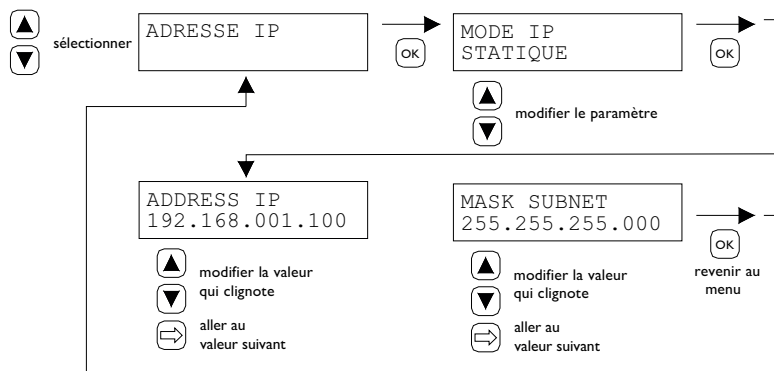 sélectionner
ADRESSE IP
OK
MODE IP
STATIQUE
OK
modifier le paramètre
ADDRESS IP
192.168.001.100
modifier la valeur
qui clignote
aller au
valeur suivant
MASK SUBNET
255.255.255.000
modifier la valeur
qui clignote
aller au
valeur suivant
OK
revenir au
menu